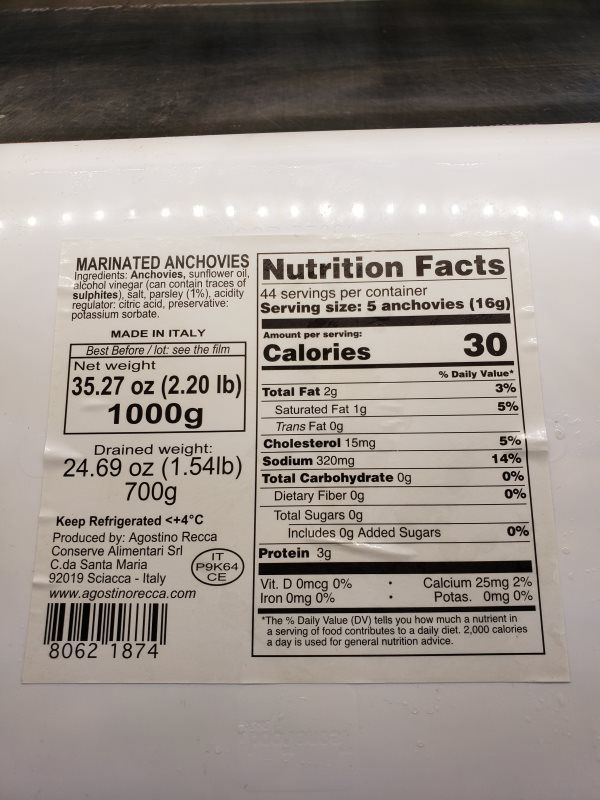 MARINATED ANCHOVIES
Ingredients: Anchovies, sunflower oil,
alcohol vinegar (can contain traces of
sulphites), salt, parsley (1%), acidity
regulator: citric acid, preservative:
potassium sorbate.
MADE IN ITALY
Best Before / lot: see the film
Net weight
35.27 oz (2.20 lb)
1000g
Drained weight:
24.69 oz (1.54lb)
700g
Keep Refrigerated <+4°C
Produced by: Agostino Recca
Conserve Alimentari Srl
C.da Santa Maria
92019 Sciacca - Italy
www.agostinorecca.com
IT
P9K64
CE
8062 1874
Nutrition Facts
44 servings per container
Serving size: 5 anchovies (16g)
Amount per serving:
Calories 30
% Daily Value*
Total Fat 2g 3%
Saturated Fat 1g 5%
Trans Fat 0g
Cholesterol 15mg 5%
Sodium 320mg 14%
Total Carbohydrate 0g 0%
Dietary Fiber 0g 0%
Total Sugars 0g
Includes 0g Added Sugars 0%
Protein 3g
Vit. D 0mcg 0% • Calcium 25mg 2%
Iron 0mg 0% • Potas. 0mg 0%
*The % Daily Value (DV) tells you how much a nutrient in
a serving of food contributes to a daily diet. 2,000 calories
a day is used for general nutrition advice.